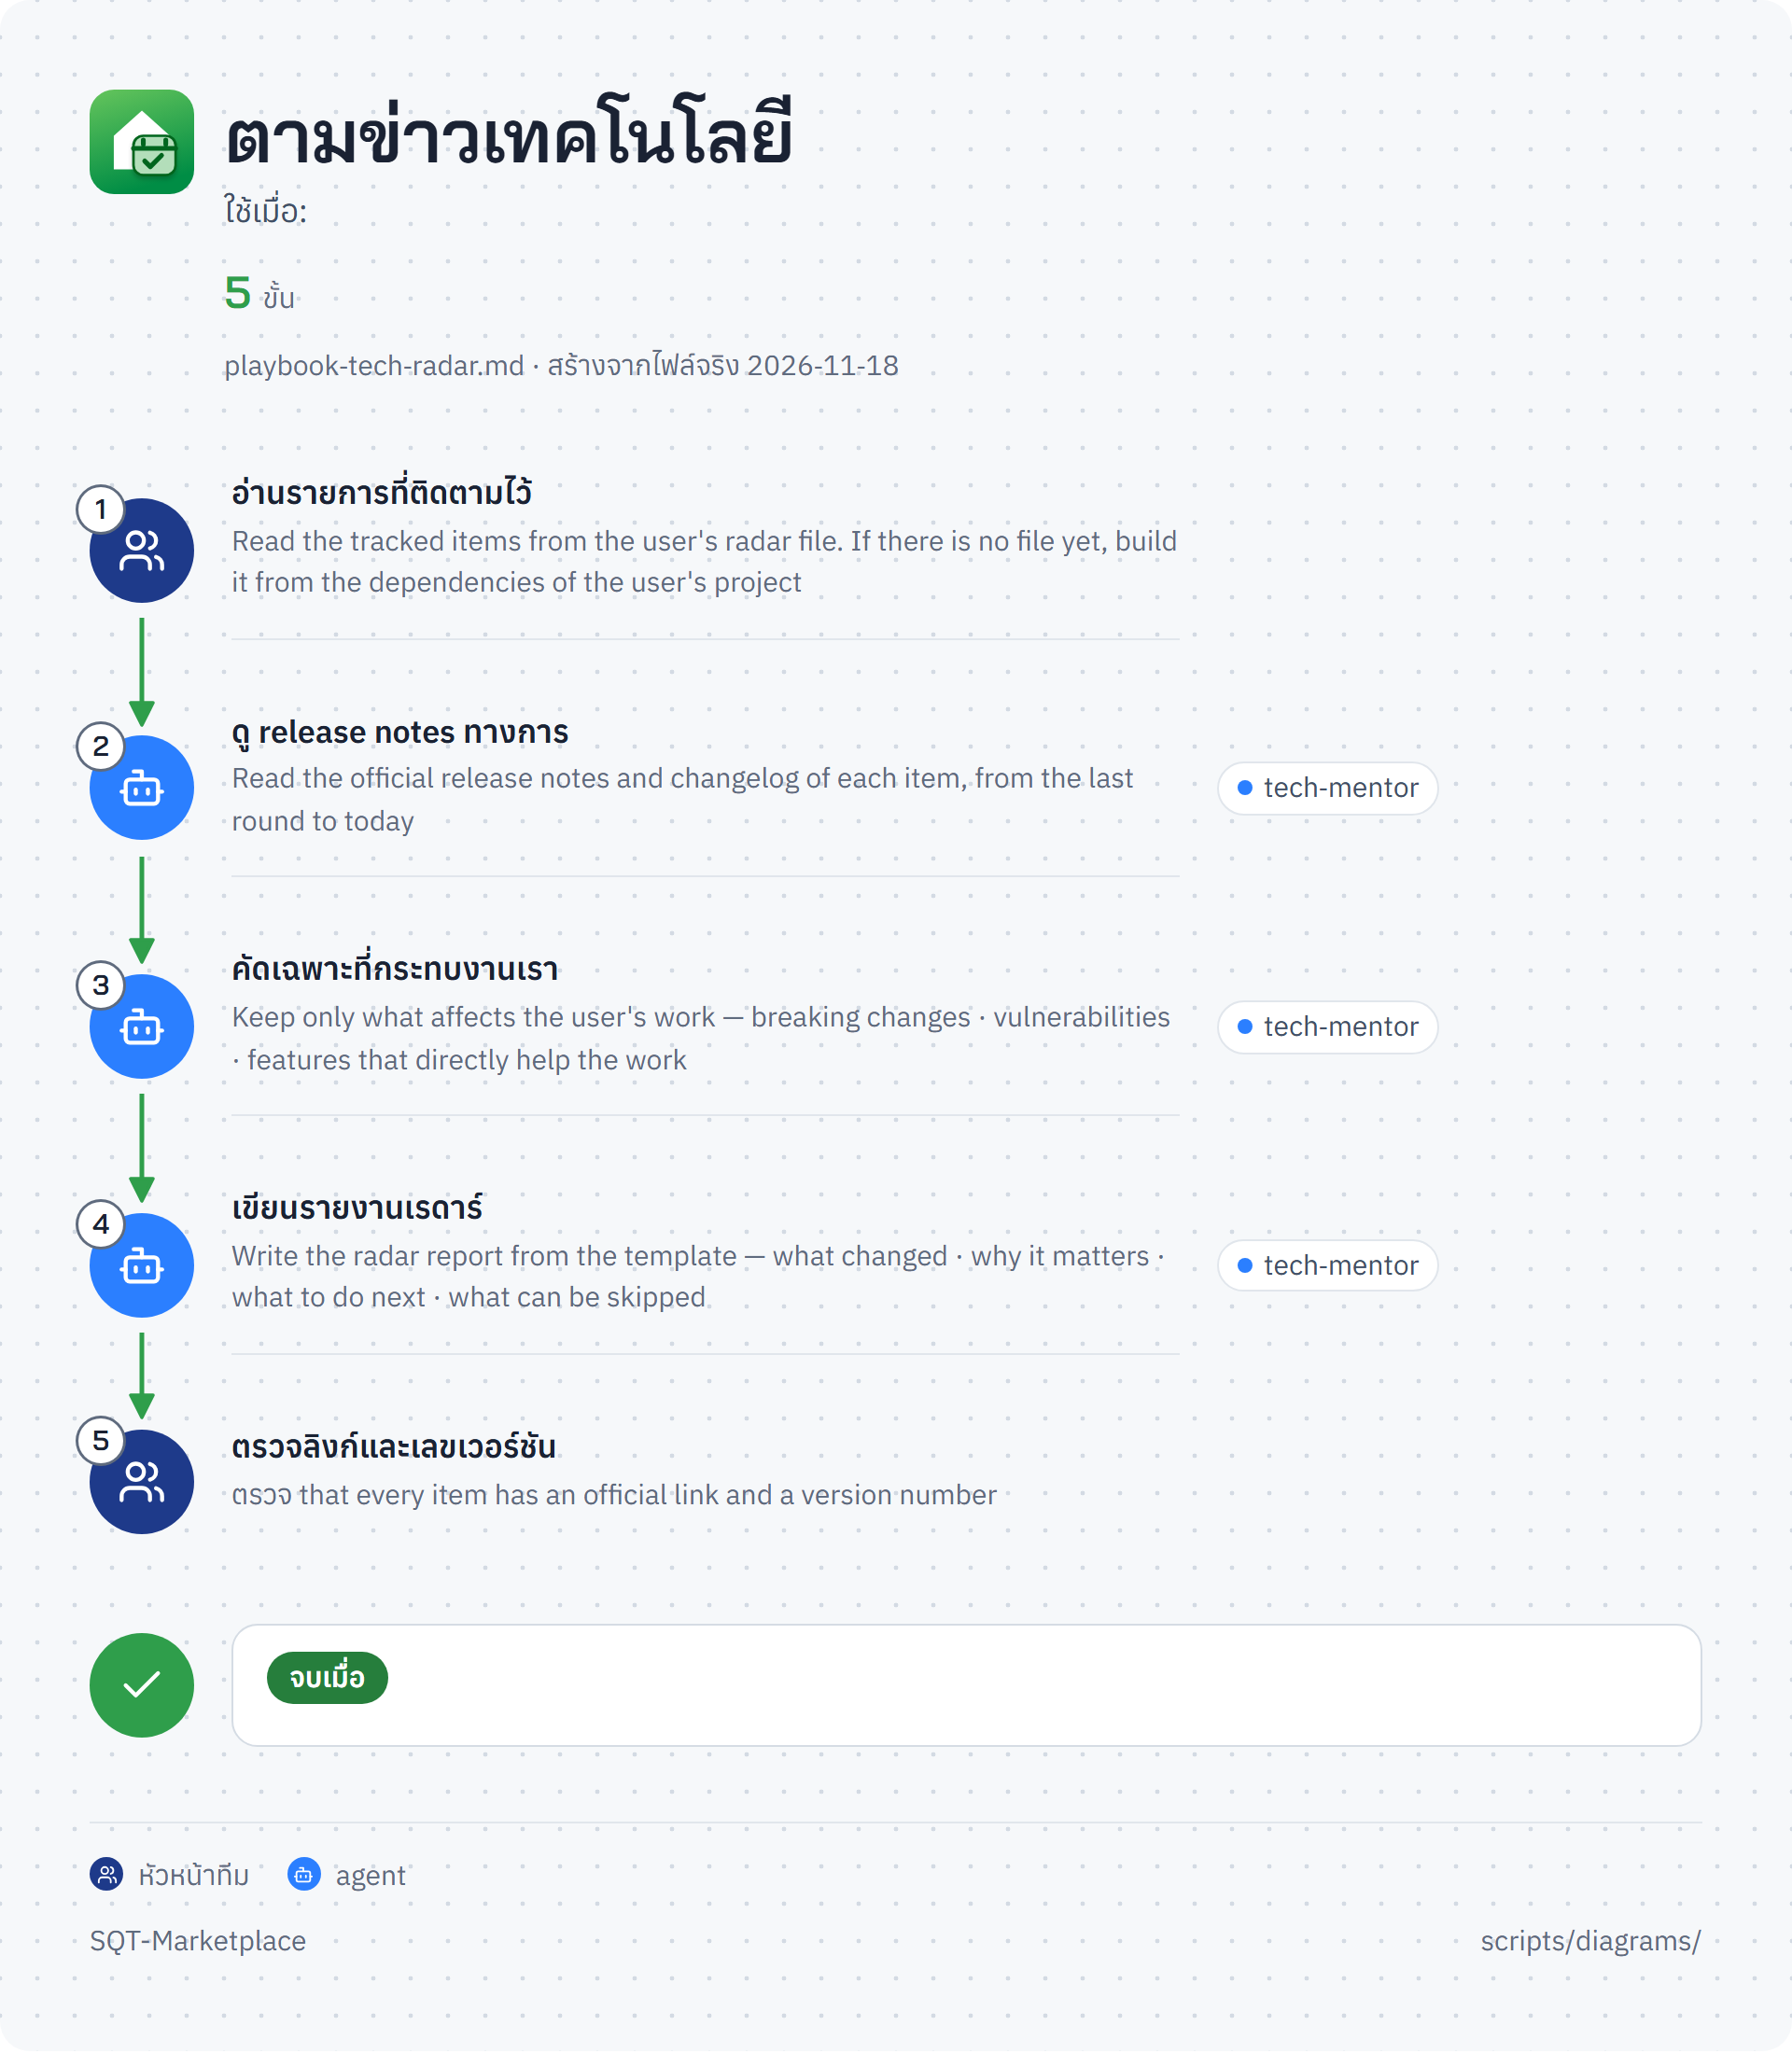 ตามข่าวเทคโนโลยี
ใช้เมื่อ:
5 ขั้น
playbook-tech-radar.md · สร้างจากไฟล์จริง 2026-11-18
1
อ่านรายการที่ติดตามไว้
Read the tracked items from the user's radar file. If there is no file yet, build
it from the dependencies of the user's project
2
ดู release notes ทางการ
Read the official release notes and changelog of each item, from the last
round to today
tech-mentor
3
คัดเฉพาะที่กระทบงานเรา
Keep only what affects the user's work — breaking changes · vulnerabilities
· features that directly help the work
tech-mentor
4
เขียนรายงานเรดาร์
Write the radar report from the template — what changed · why it matters ·
what to do next · what can be skipped
tech-mentor
5
ตรวจลิงก์และเลขเวอร์ชัน
ตรวจ that every item has an official link and a version number
จบเมื่อ
หัวหน้าทีม agent
SQT-Marketplace scripts/diagrams/